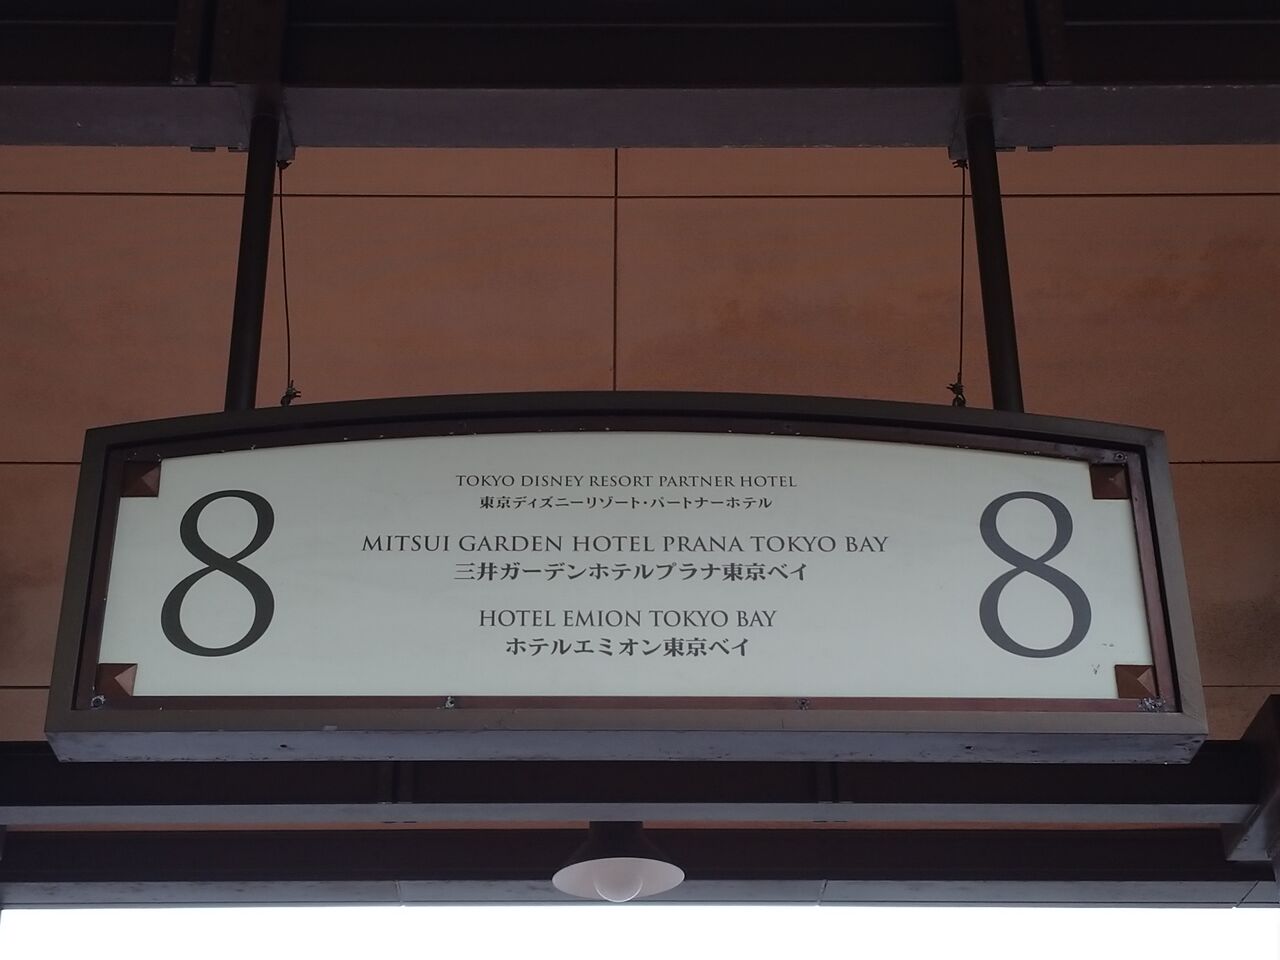 TOKYO DISNEY RESORT PARTNER HOTEL
東京ディズニーリゾート・パートナーホテル
8 MITSUI GARDEN HOTEL PRANA TOKYO BAY 8
三井ガーデンホテルプラナ東京ベイ
HOTEL EMION TOKYO BAY
ホテルエミオン東京ベイ